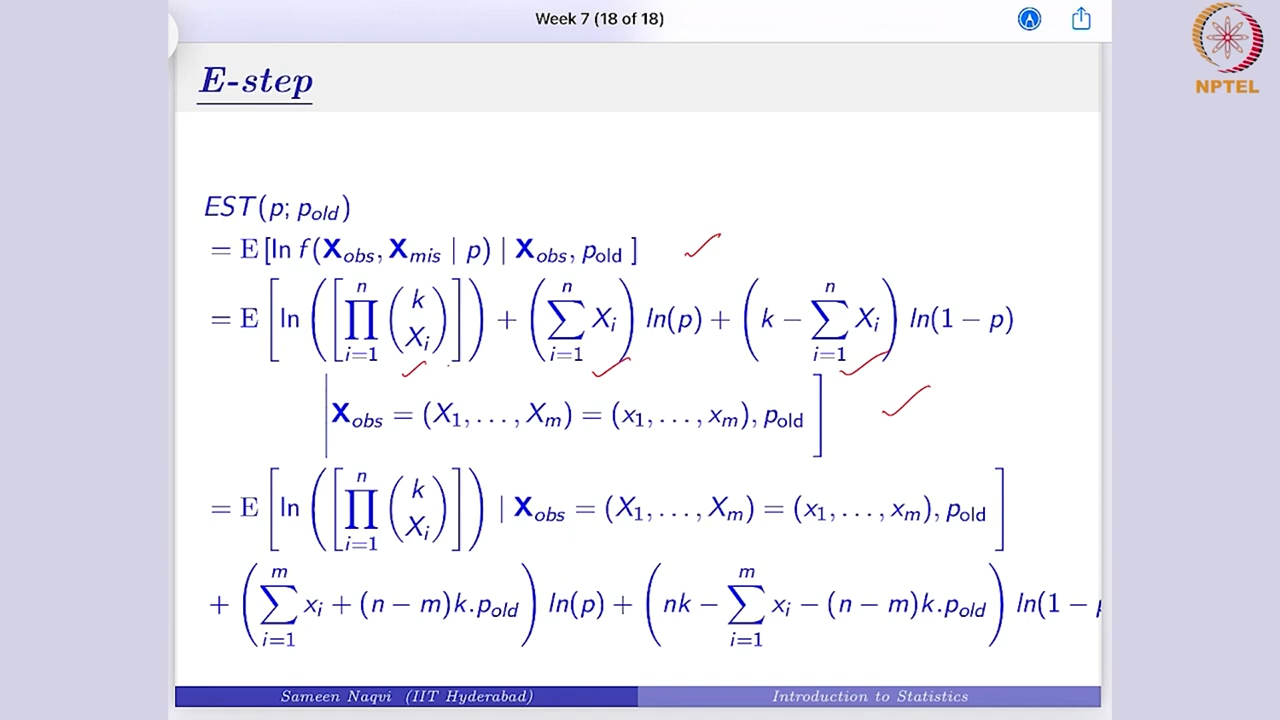 Week 7 (18 of 18)
NPTEL
E-step
EST(p; p_old)
= E [ln f(X_obs, X_mis | p) | X_obs, p_old ]
= E [ ln ( [ ∏_{i=1}^{n} (k X_i) ] ) + ( ∑_{i=1}^{n} X_i ) ln(p) + ( k − ∑_{i=1}^{n} X_i ) ln(1 − p)
| X_obs = (X_1, . . . , X_m) = (x_1, . . . , x_m), p_old ]
= E [ ln ( [ ∏_{i=1}^{n} (k X_i) ] ) | X_obs = (X_1, . . . , X_m) = (x_1, . . . , x_m), p_old ]
+ ( ∑_{i=1}^{m} x_i + (n − m)k.p_old ) ln(p) + ( nk − ∑_{i=1}^{m} x_i − (n − m)k.p_old ) ln(1 −
Sameen Naqvi (IIT Hyderabad)
Introduction to Statistics